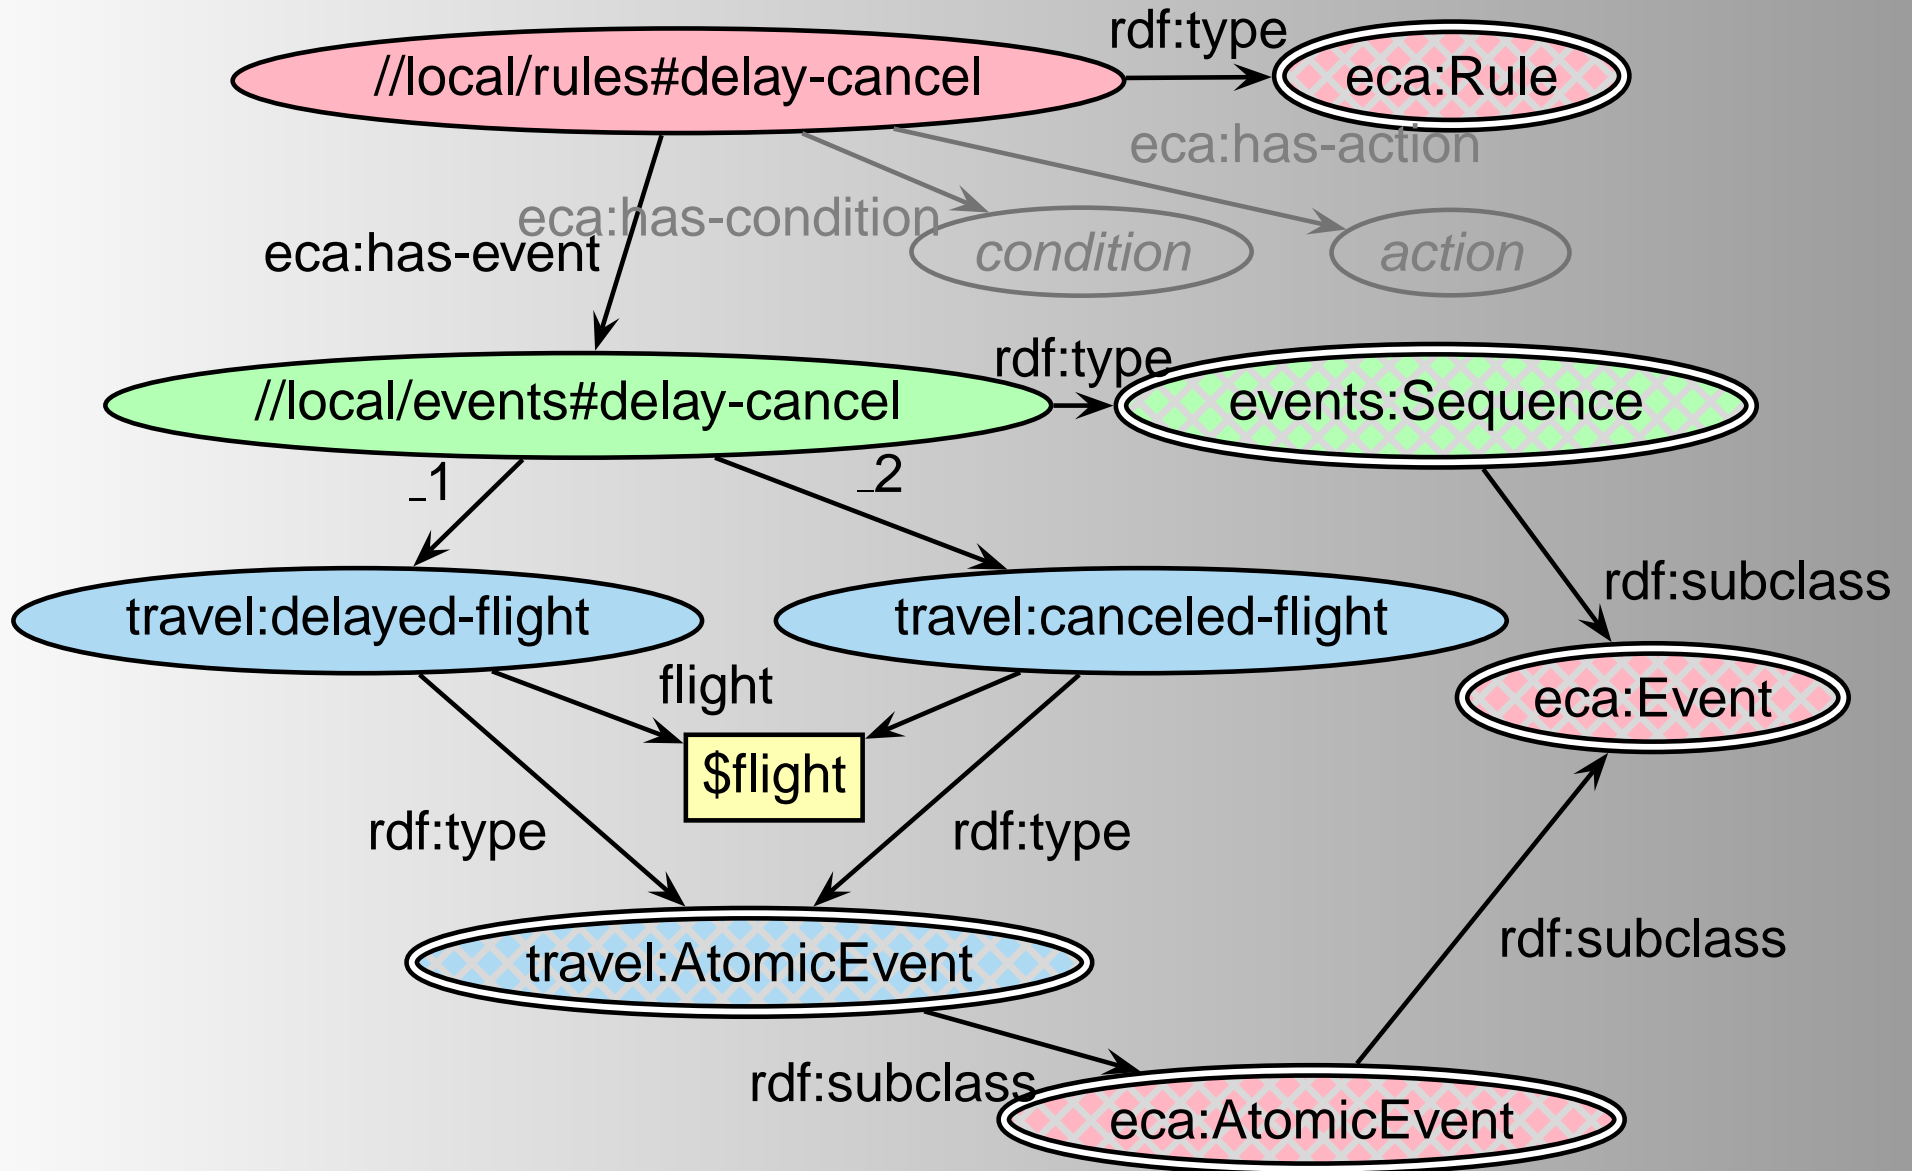 rdf:type
//local/rules#delay-cancel
eca:Rule
eca:has-action
eca:has-condition
eca:has-event
condition
action
rdf:type
//local/events#delay-cancel
events:Sequence
_1
_2
rdf:subclass
travel:delayed-flight
travel:canceled-flight
flight
eca:Event
$flight
rdf:type
rdf:type
rdf:subclass
travel:AtomicEvent
rdf:subclass
eca:AtomicEvent